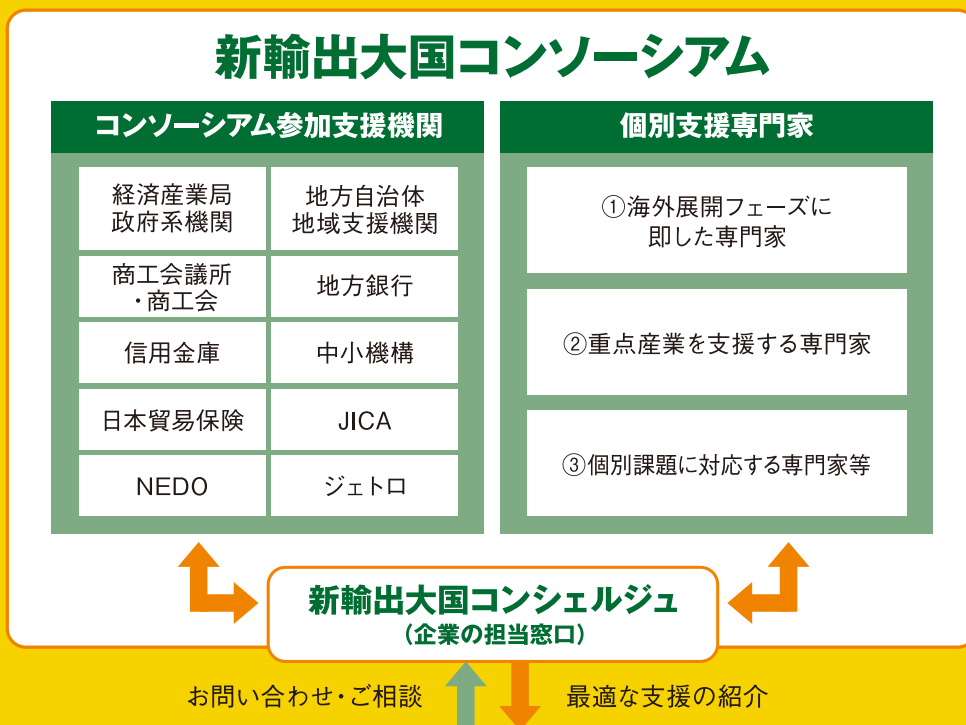 新輸出大国コンソーシアム
コンソーシアム参加支援機関
経済産業局
政府系機関
地方自治体
地域支援機関
商工会議所
・商工会
地方銀行
信用金庫
中小機構
日本貿易保険
JICA
NEDO
ジェトロ
個別支援専門家
①海外展開フェーズに
即した専門家
②重点産業を支援する専門家
③個別課題に対応する専門家等
新輸出大国コンシェルジュ
(企業の担当窓口)
お問い合わせ・ご相談
最適な支援の紹介